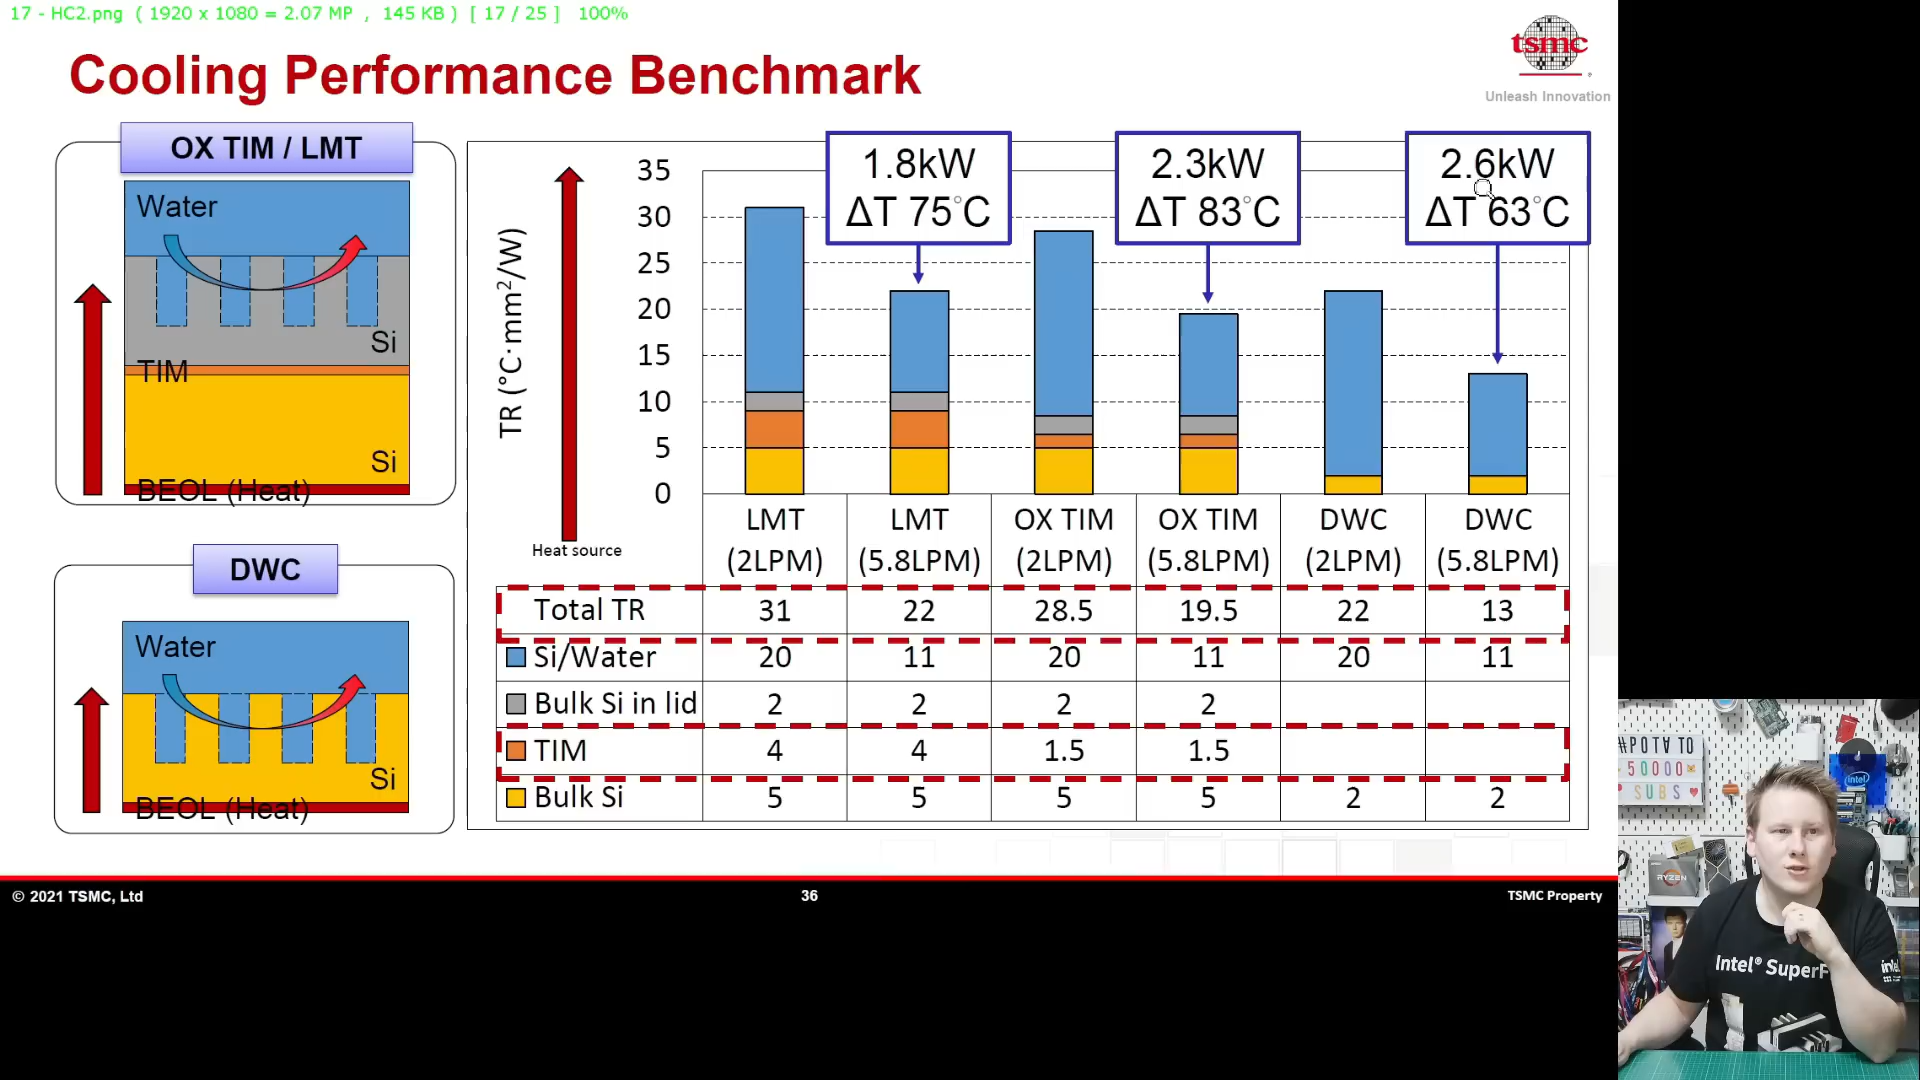 17 - HC2.png ( 1920 x 1080 = 2.07 MP , 145 KB ) [ 17 / 25 ] 100%
Cooling Performance Benchmark
tsmc
Unleash Innovation
OX TIM / LMT
Water
Si
TIM
Si
BEOL (Heat)
DWC
Water
Si
BEOL (Heat)
TR (°C·mm²/W)
Heat source
35
30
25
20
15
10
5
0
1.8kW
ΔT 75°C
2.3kW
ΔT 83°C
2.6kW
ΔT 63°C
LMT (2LPM) LMT (5.8LPM) OX TIM (2LPM) OX TIM (5.8LPM) DWC (2LPM) DWC (5.8LPM)
Total TR 31 22 28.5 19.5 22 13
Si/Water 20 11 20 11 20 11
Bulk Si in lid 2 2 2 2
TIM 4 4 1.5 1.5
Bulk Si 5 5 5 5 2 2
© 2021 TSMC, Ltd
36
TSMC Property
#POTATO
50000
SUBS
intel
RYZEN
Intel® SuperF
intel